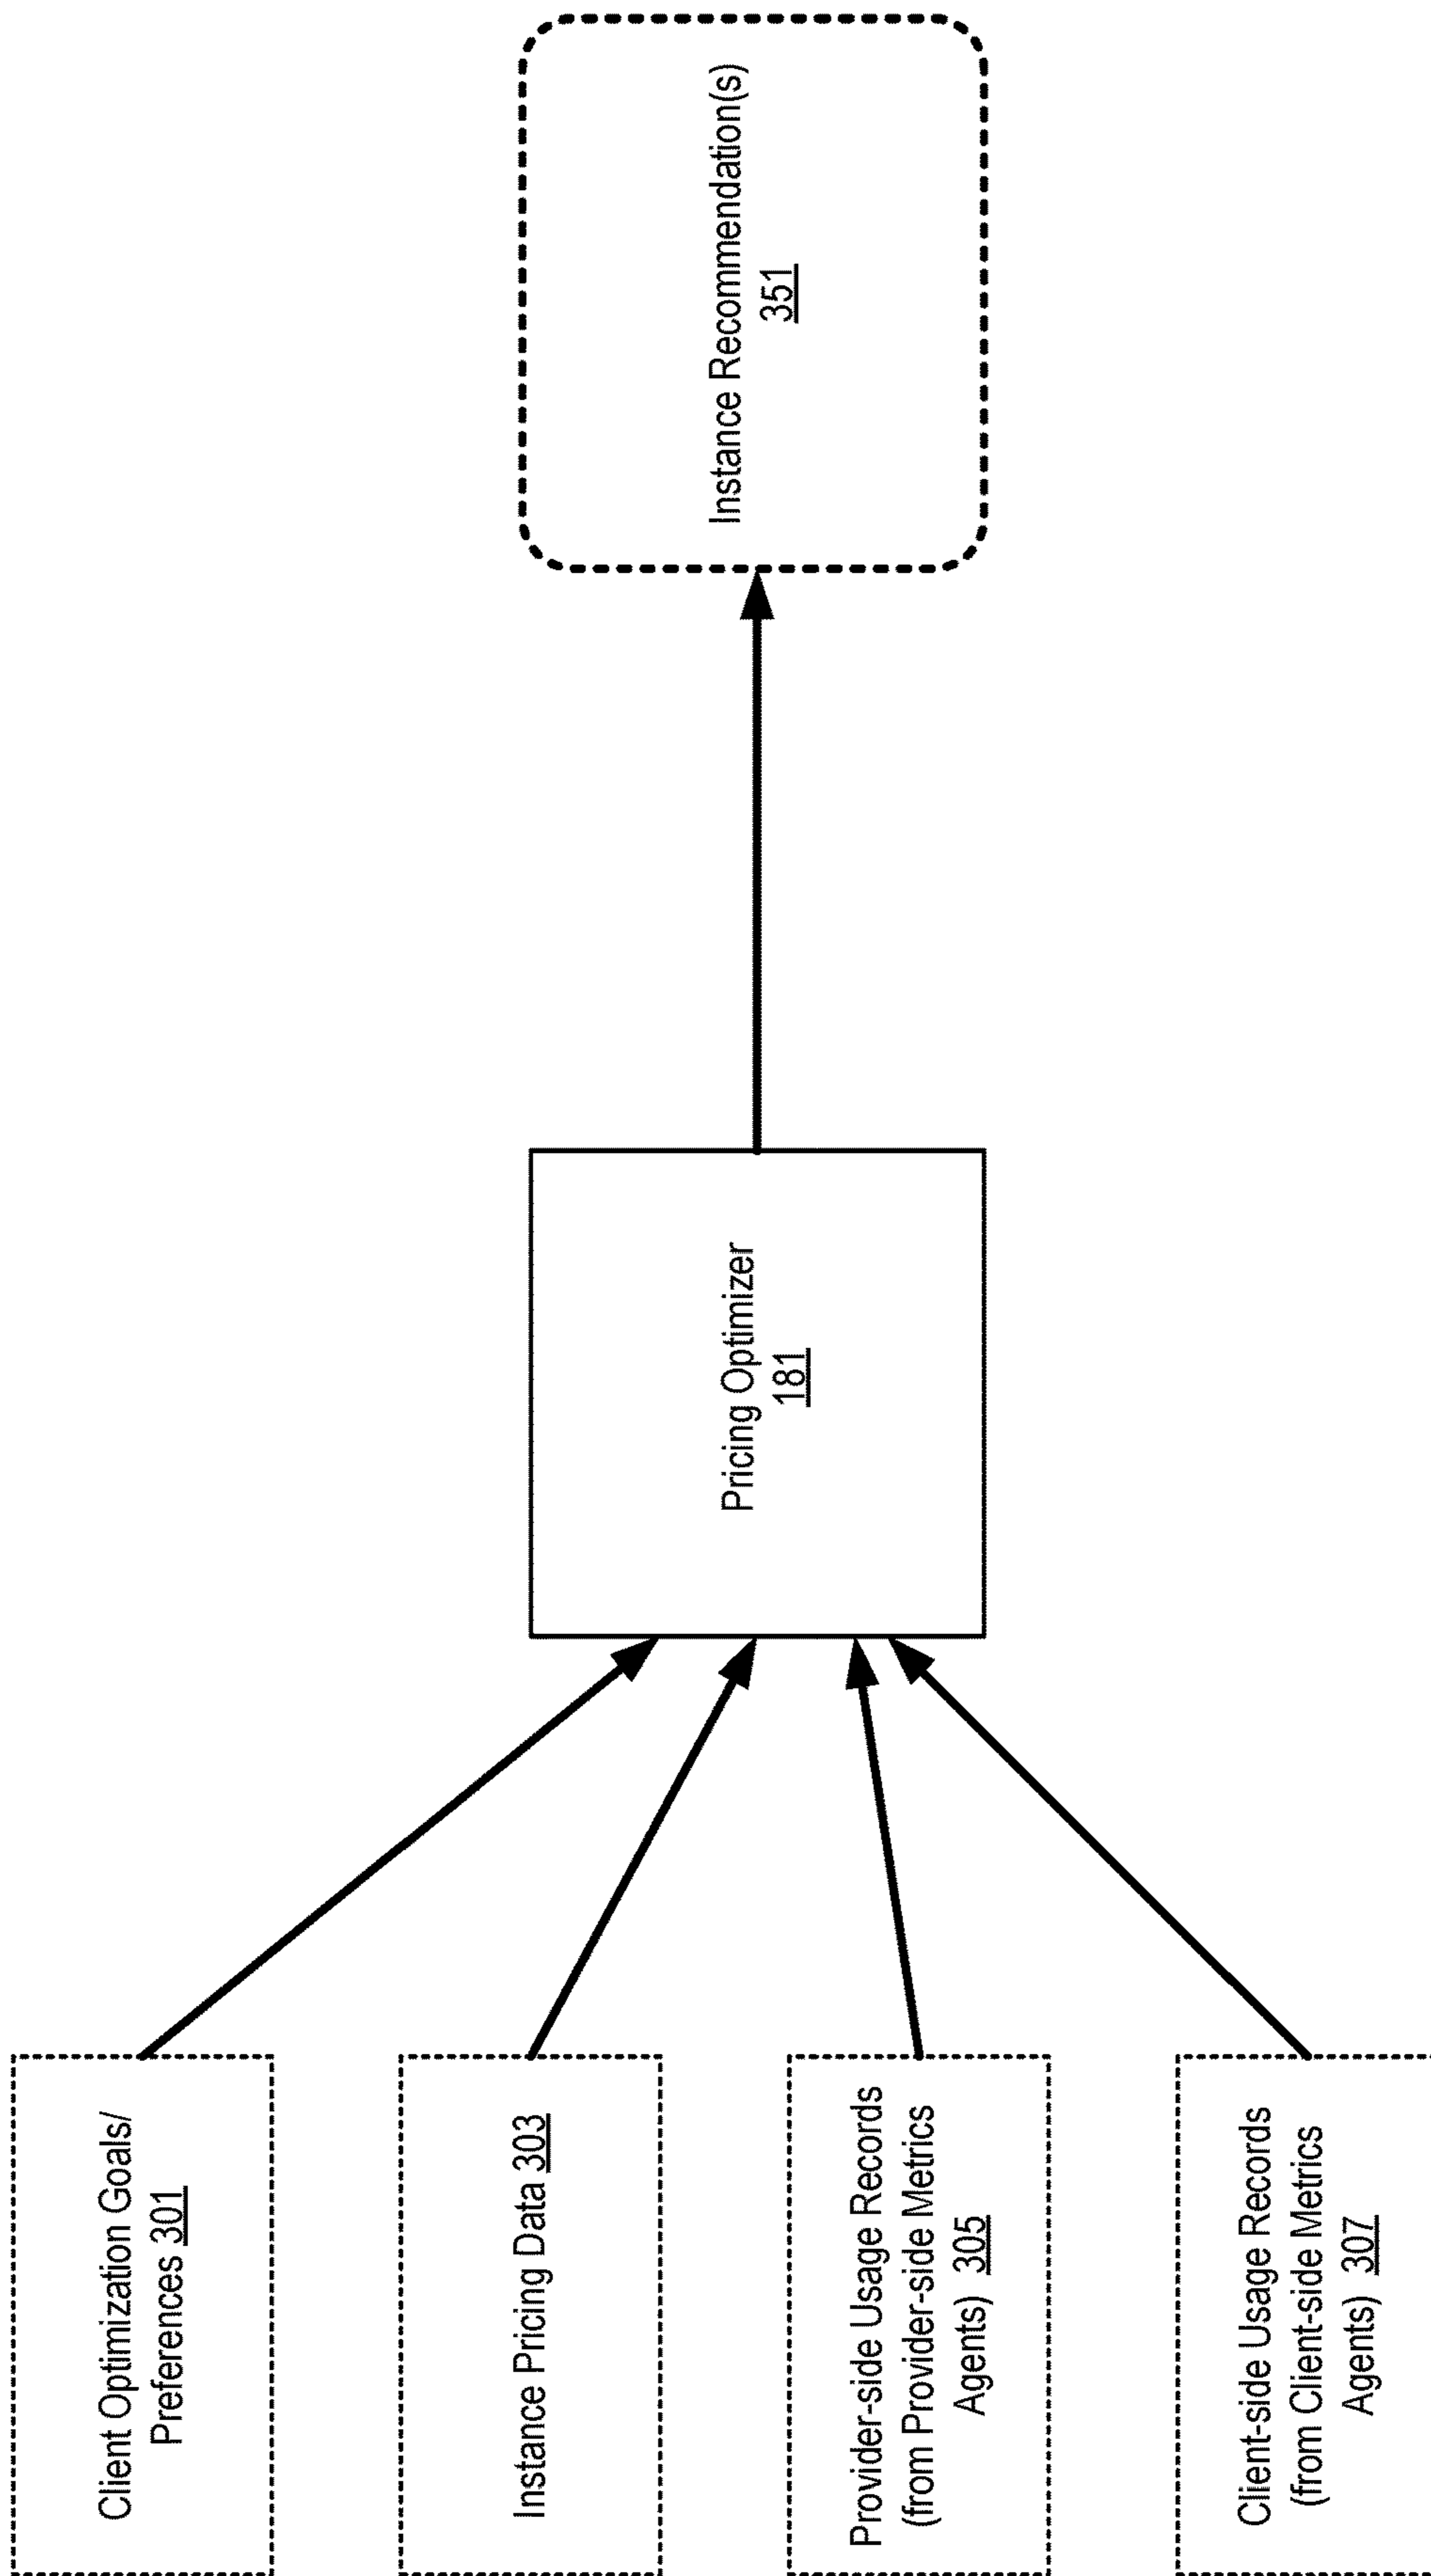 Client Optimization Goals/
Preferences 301
Instance Pricing Data 303
Provider-side Usage Records
(from Provider-side Metrics
Agents) 305
Client-side Usage Records
(from Client-side Metrics
Agents) 307
Pricing Optimizer
181
Instance Recommendation(s)
351